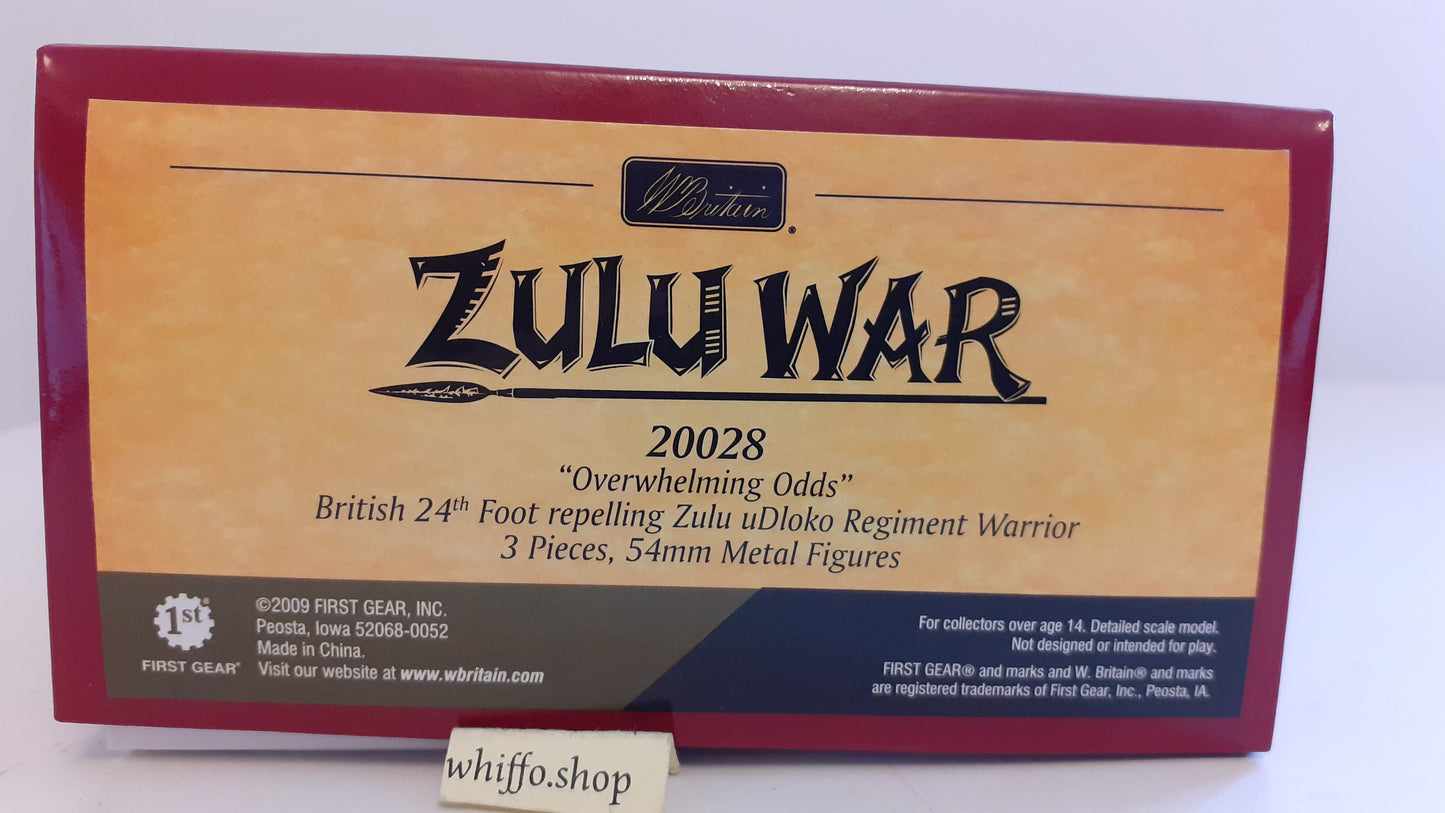 W Britain®
ZULU WAR
20028
“Overwhelming Odds”
British 24th Foot repelling Zulu uDloko Regiment Warrior
3 Pieces, 54mm Metal Figures
1st®
FIRST GEAR®
©2009 FIRST GEAR, INC.
Peosta, Iowa 52068-0052
Made in China.
Visit our website at www.wbritain.com
For collectors over age 14. Detailed scale model.
Not designed or intended for play.
FIRST GEAR® and marks and W. Britain® and marks
are registered trademarks of First Gear, Inc., Peosta, IA.
whiffo.shop